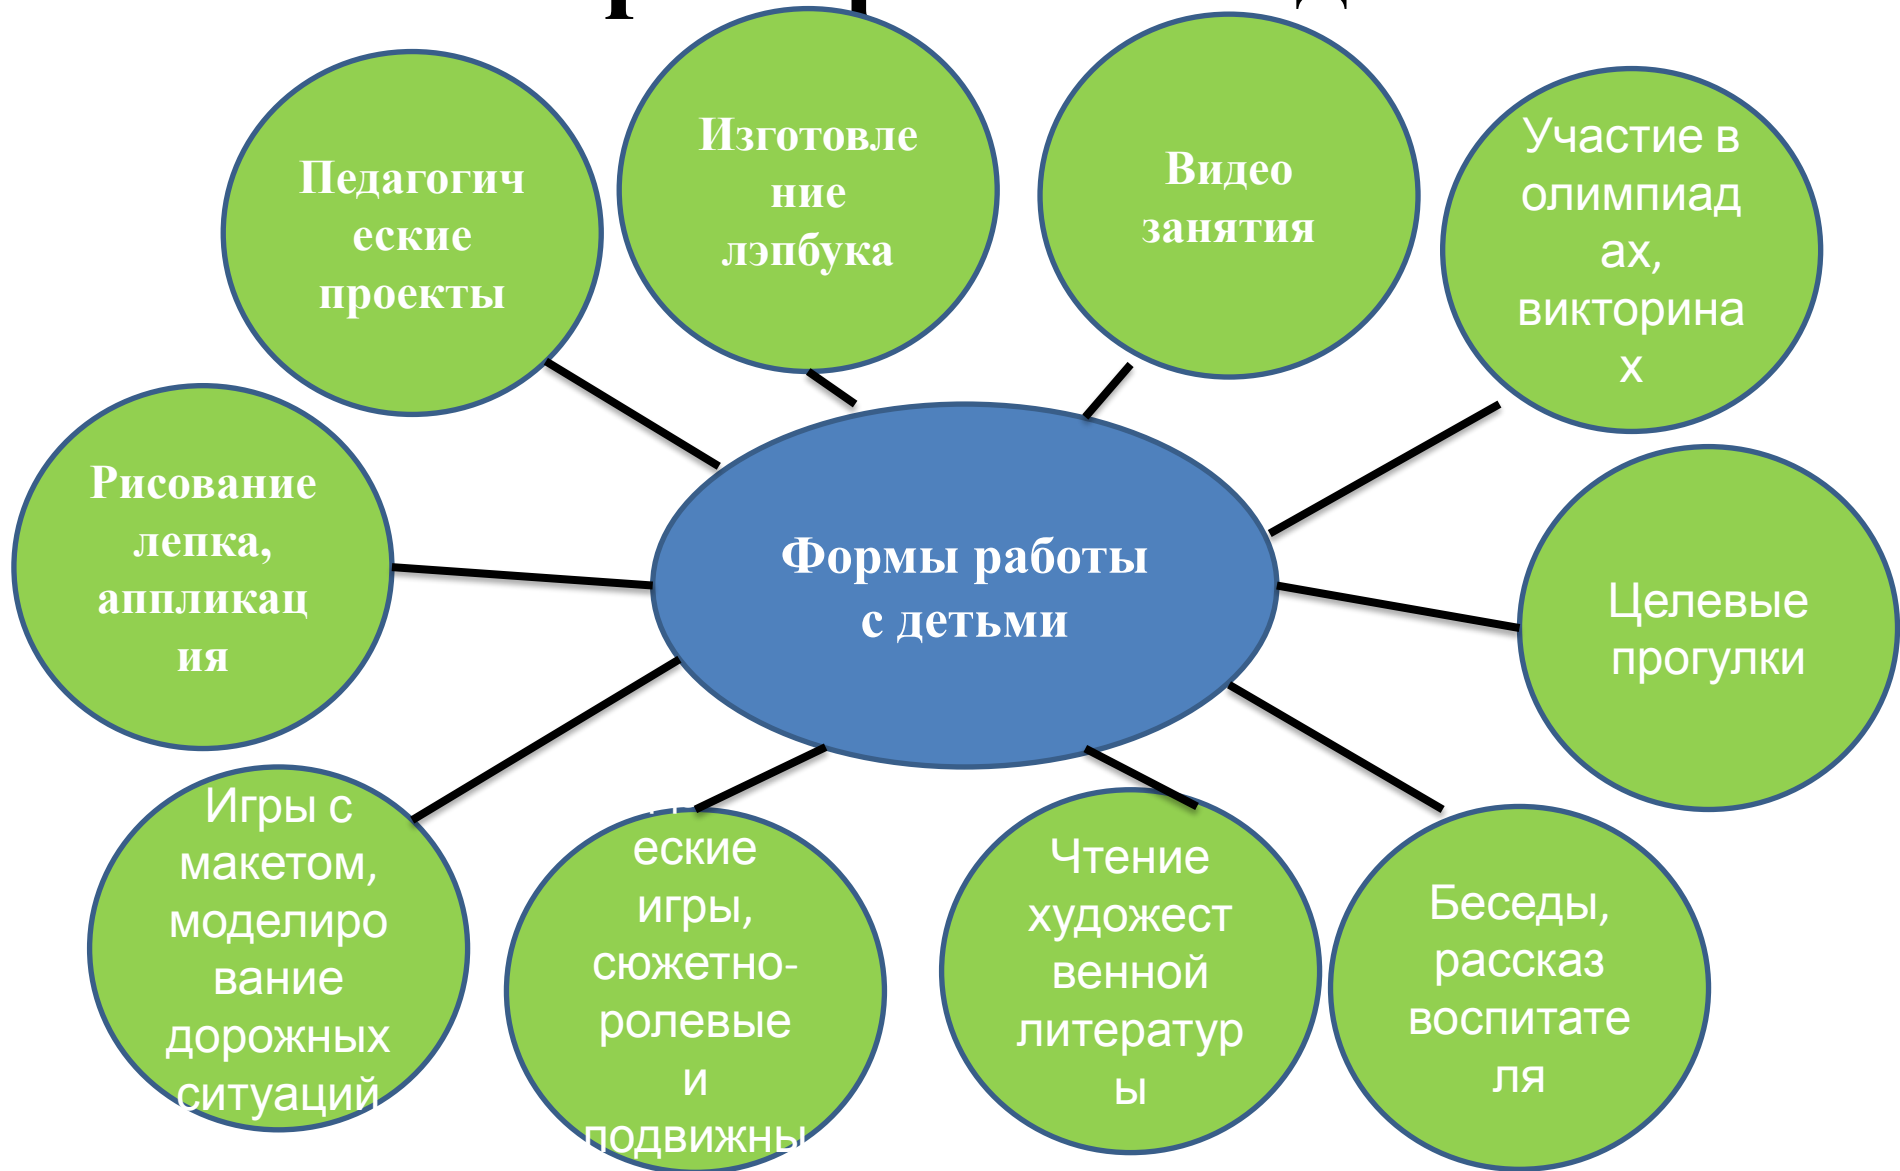 Педагогич
еские
проекты
Изготовле
ние
лэпбука
Видео
занятия
Участие в
олимпиад
ах,
викторина
х
Рисование
лепка,
аппликац
ия
Формы работы
с детьми
Целевые
прогулки
Игры с
макетом,
моделиро
вание
дорожных
ситуаций
еские
игры,
сюжетно-
ролевые
и
подвижны
Чтение
художест
венной
литератур
ы
Беседы,
рассказ
воспитате
ля